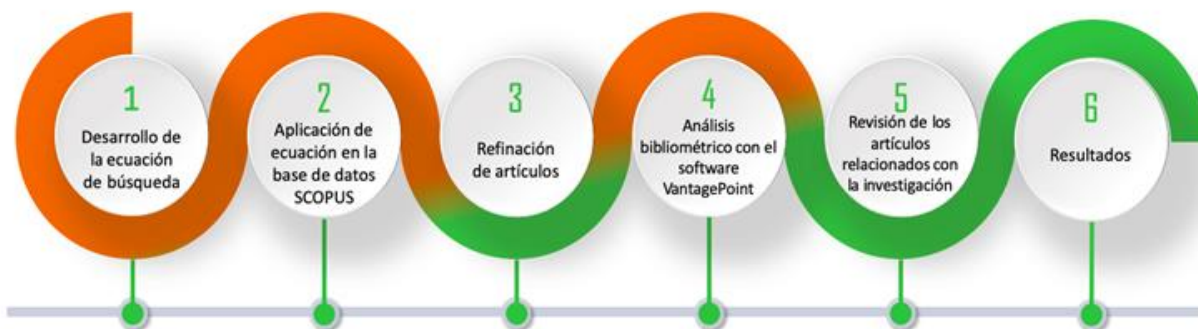 1
Desarrollo de
la ecuación
de búsqueda
2
Aplicación de
ecuación en la
base de datos
SCOPUS
3
Refinación
de artículos
4
Análisis
bibliométrico con el
software
VantagePoint
5
Revisión de los
artículos
relacionados con
la investigación
6
Resultados